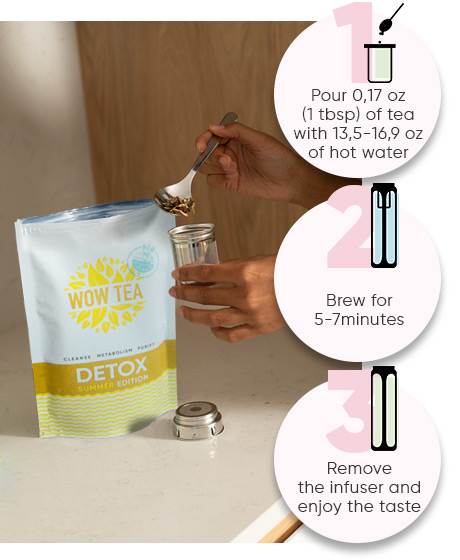 1
Pour 0,17 oz
(1 tbsp) of tea
with 13,5-16,9 oz
of hot water
2
Brew for
5-7minutes
3
Remove
the infuser and
enjoy the taste
WOW TEA
CLEANSE METABOLISM PURIFY
DETOX
SUMMER EDITION